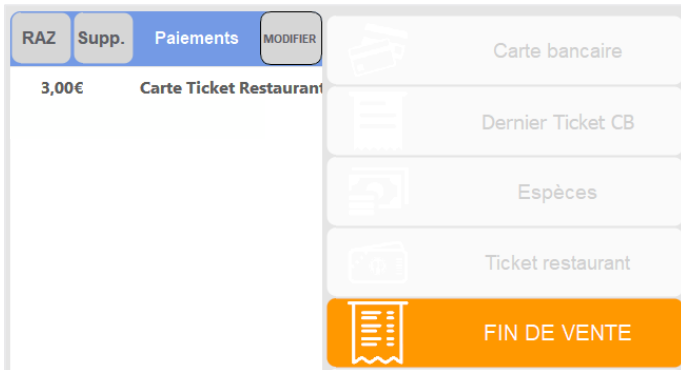 RAZ Supp. Paiements MODIFIER
3,00€ Carte Ticket Restaurant
Carte bancaire
Dernier Ticket CB
Espèces
Ticket restaurant
FIN DE VENTE